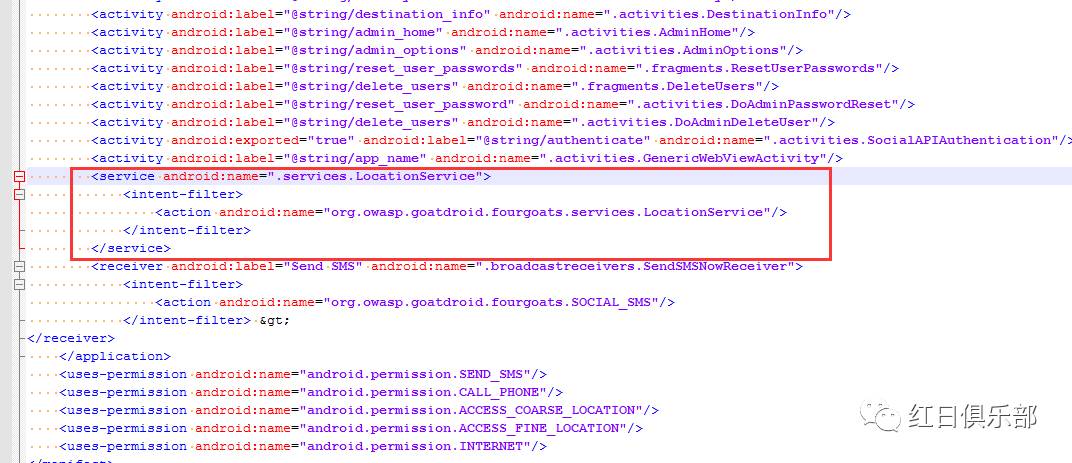 <activity android:label="@string/destination_info" android:name=".activities.DestinationInfo"/>
<activity android:label="@string/admin_home" android:name=".activities.AdminHome"/>
<activity android:label="@string/admin_options" android:name=".activities.AdminOptions"/>
<activity android:label="@string/reset_user_passwords" android:name=".fragments.ResetUserPasswords"/>
<activity android:label="@string/delete_users" android:name=".fragments.DeleteUsers"/>
<activity android:label="@string/reset_user_password" android:name=".activities.DoAdminPasswordReset"/>
<activity android:label="@string/delete_users" android:name=".activities.DoAdminDeleteUser"/>
<activity android:exported="true" android:label="@string/authenticate" android:name=".activities.SocialAPIAuthentication"/>
<activity android:label="@string/app_name" android:name=".activities.GenericWebViewActivity"/>
<service android:name=".services.LocationService">
<intent-filter>
<action android:name="org.owasp.goatdroid.fourgoats.services.LocationService"/>
</intent-filter>
</service>
<receiver android:label="Send SMS" android:name=".broadcastreceivers.SendSMSNowReceiver">
<intent-filter>
<action android:name="org.owasp.goatdroid.fourgoats.SOCIAL_SMS"/>
</intent-filter> &gt;
</receiver>
</application>
<uses-permission android:name="android.permission.SEND_SMS"/>
<uses-permission android:name="android.permission.CALL_PHONE"/>
<uses-permission android:name="android.permission.ACCESS_COARSE_LOCATION"/>
<uses-permission android:name="android.permission.ACCESS_FINE_LOCATION"/>
<uses-permission android:name="android.permission.INTERNET"/>
红日俱乐部